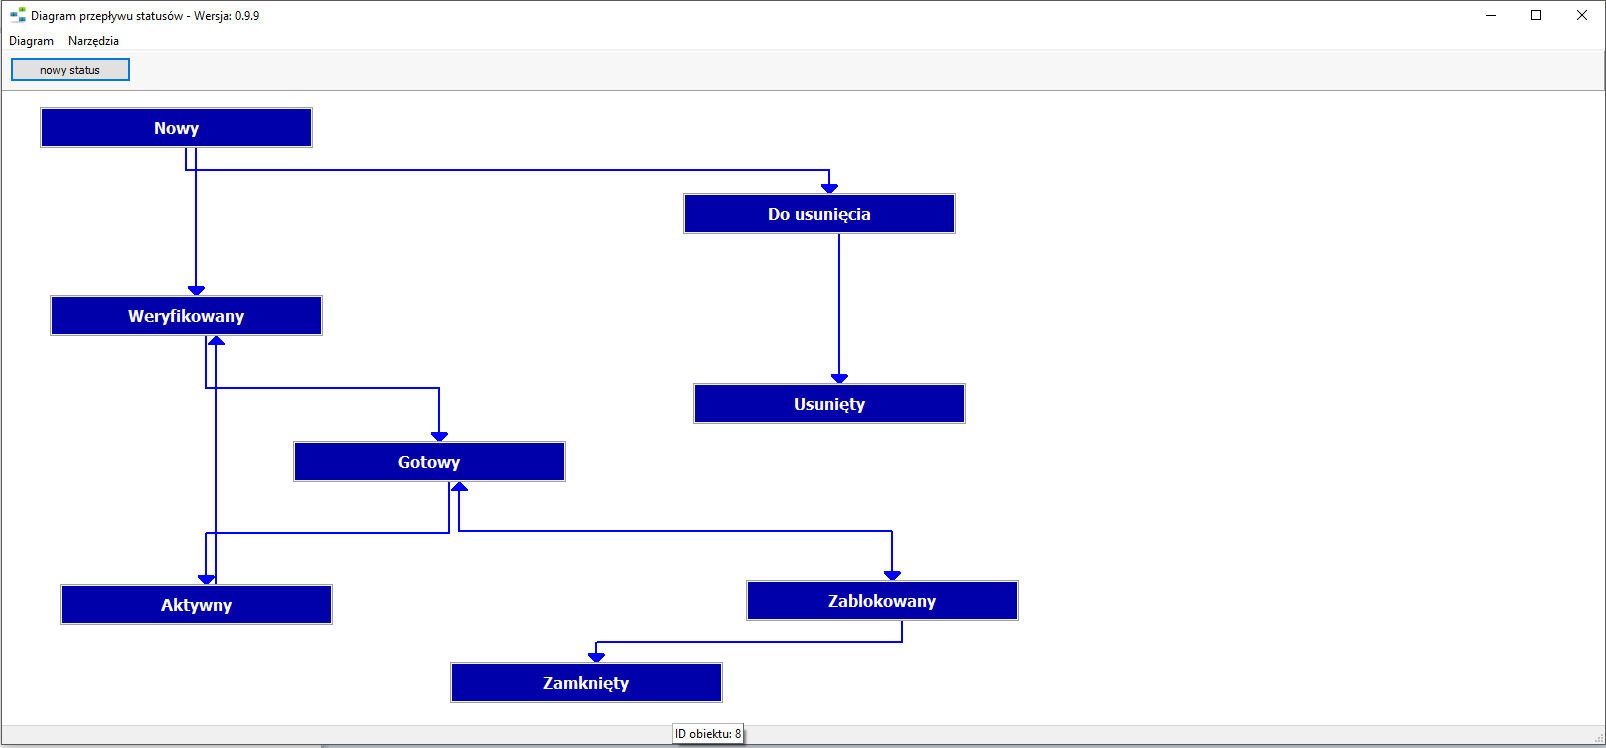 Diagram przepływu statusów - Wersja: 0.9.9
Diagram Narzędzia
nowy status
Nowy
Do usunięcia
Weryfikowany
Usunięty
Gotowy
Aktywny
Zablokowany
Zamknięty
ID obiektu: 8